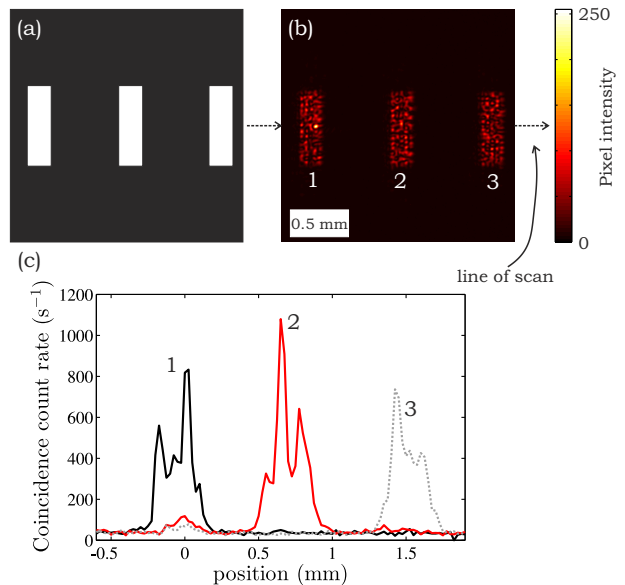 (a)
(b)
1
2
3
0.5 mm
250
0
Pixel intensity
line of scan
(c)
1200
1000
800
600
400
200
0
Coincidence count rate (s⁻¹)
1
2
3
-0.5
0
0.5
1
1.5
position (mm)